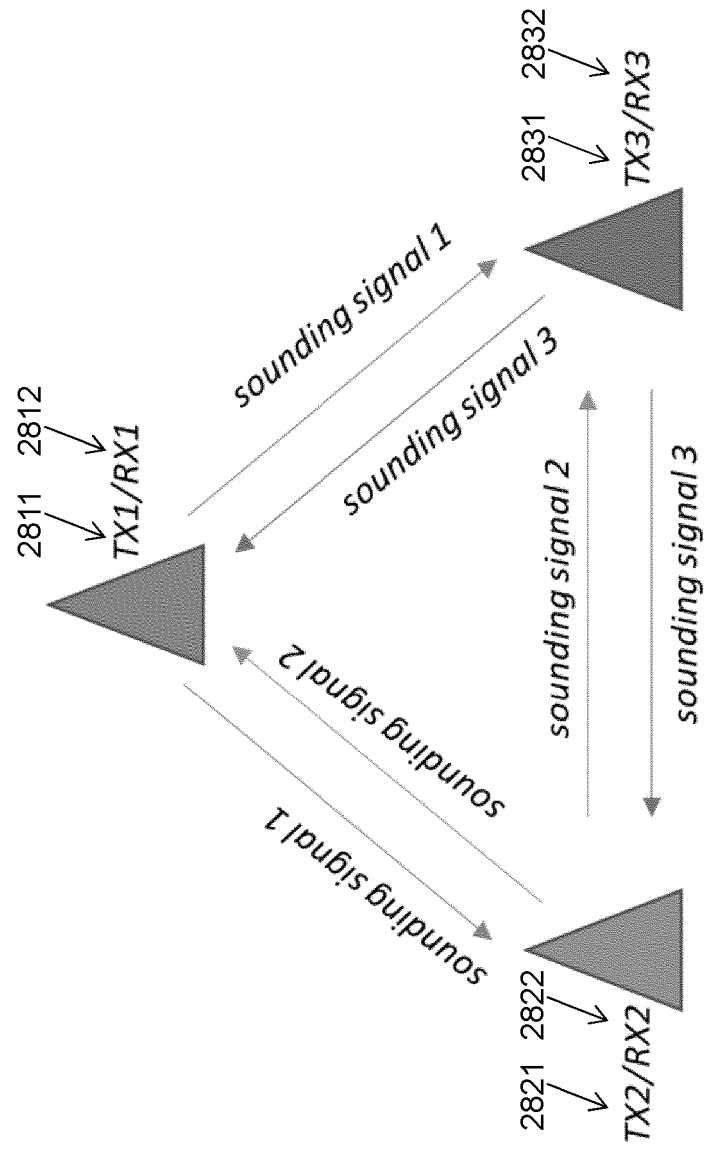 2811 2812
TX1/RX1
sounding signal 1
sounding signal 2
sounding signal 1
sounding signal 3
2821 2822
TX2/RX2
sounding signal 2
sounding signal 3
2831 2832
TX3/RX3